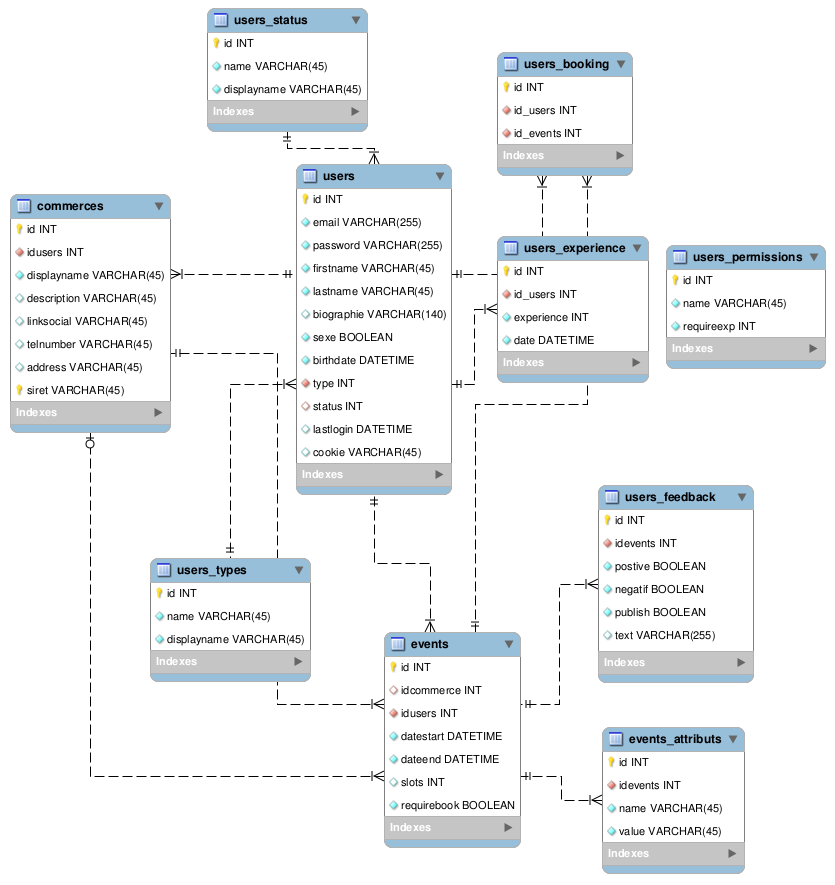 users_status
id INT
name VARCHAR(45)
displayname VARCHAR(45)
Indexes
users_booking
id INT
id_users INT
id_events INT
Indexes
users
id INT
email VARCHAR(255)
password VARCHAR(255)
firstname VARCHAR(45)
lastname VARCHAR(45)
biographie VARCHAR(140)
sexe BOOLEAN
birthdate DATETIME
type INT
status INT
lastlogin DATETIME
cookie VARCHAR(45)
Indexes
commerces
id INT
idusers INT
displayname VARCHAR(45)
description VARCHAR(45)
linksocial VARCHAR(45)
telnumber VARCHAR(45)
address VARCHAR(45)
siret VARCHAR(45)
Indexes
users_experience
id INT
id_users INT
experience INT
date DATETIME
Indexes
users_permissions
id INT
name VARCHAR(45)
requireexp INT
Indexes
users_types
id INT
name VARCHAR(45)
displayname VARCHAR(45)
Indexes
users_feedback
id INT
idevents INT
postive BOOLEAN
negatif BOOLEAN
publish BOOLEAN
text VARCHAR(255)
Indexes
events
id INT
idcommerce INT
idusers INT
datestart DATETIME
dateend DATETIME
slots INT
requirebook BOOLEAN
Indexes
events_attributs
id INT
idevents INT
name VARCHAR(45)
value VARCHAR(45)
Indexes